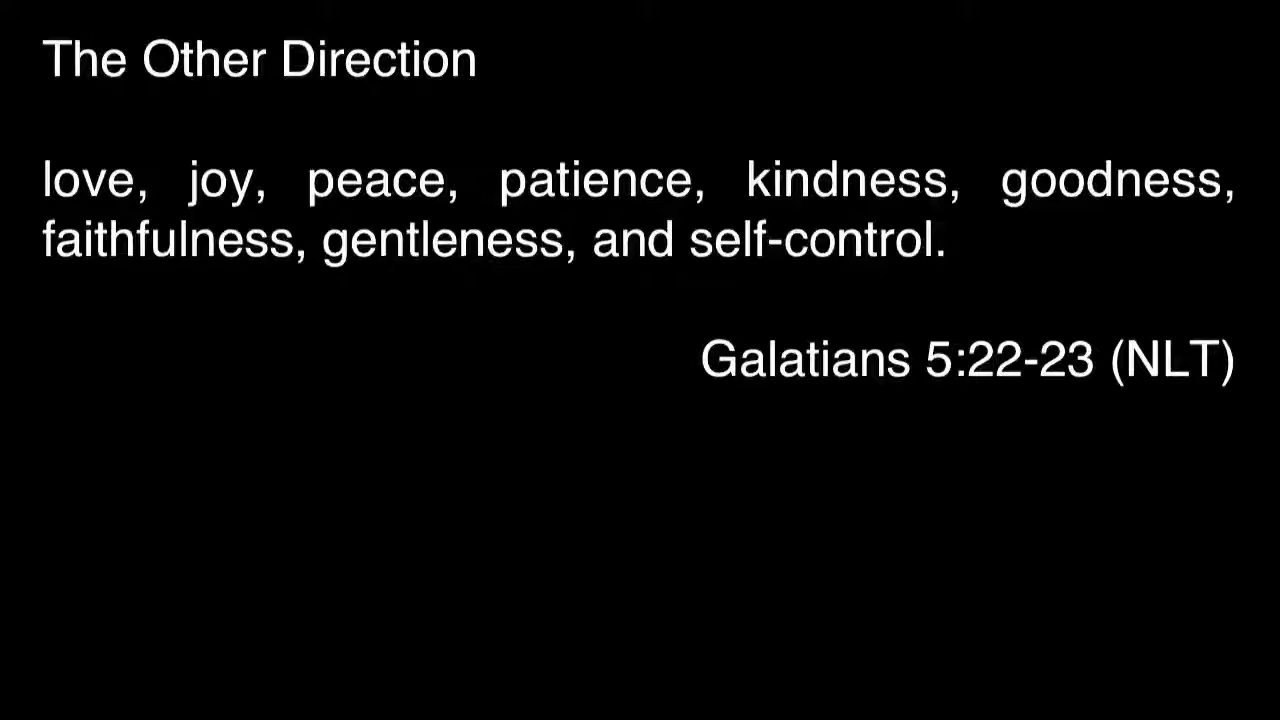 The Other Direction
love, joy, peace, patience, kindness, goodness,
faithfulness, gentleness, and self-control.
Galatians 5:22-23 (NLT)